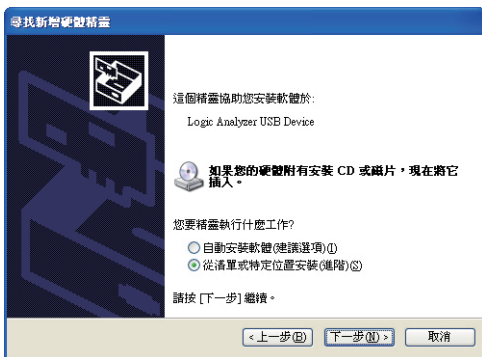 尋找新增硬體精靈
這個精靈協助您安裝軟體於:
Logic Analyzer USB Device
如果您的硬體附有安裝 CD 或磁片，現在將它
插入。
您要精靈執行什麼工作?
自動安裝軟體(建議選項)(I)
從清單或特定位置安裝(進階)(S)
請按 [下一步] 繼續。
<上一步(B) 下一步(N)> 取消